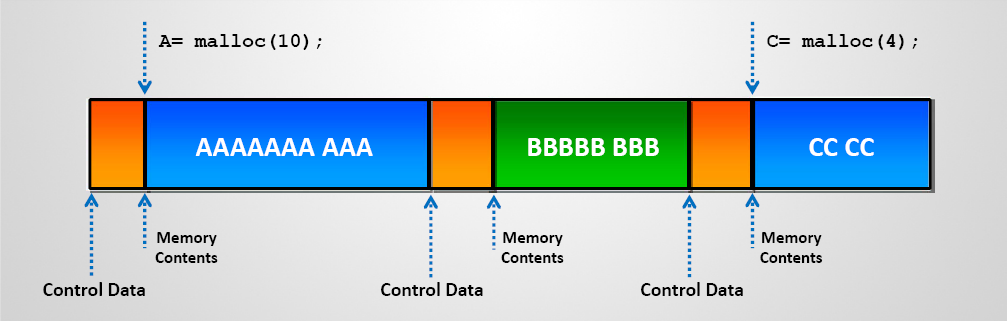 A= malloc(10);
C= malloc(4);
AAAAAAA AAA
BBBBB BBB
CC CC
Memory
Contents
Memory
Contents
Memory
Contents
Control Data
Control Data
Control Data